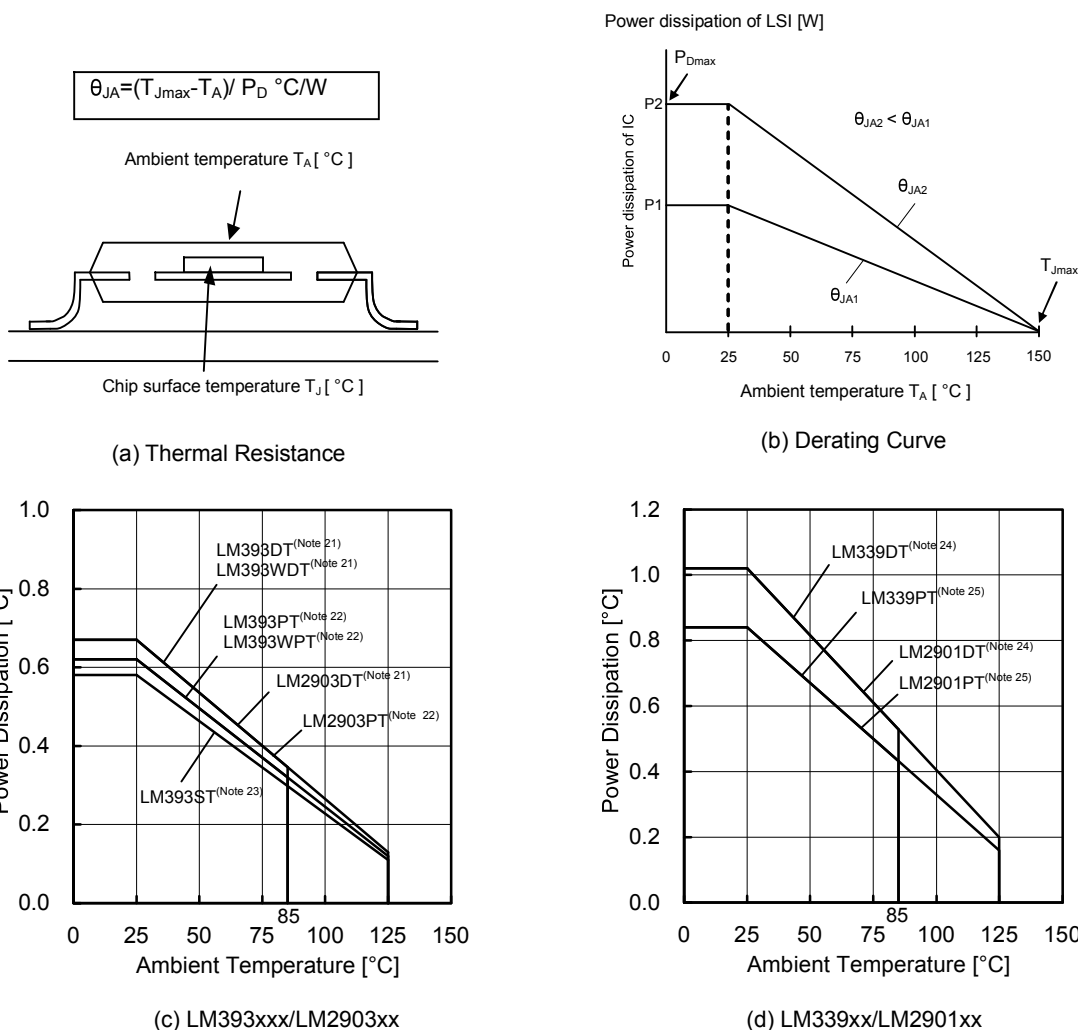 Power dissipation of LSI [W]
θJA=(TJmax-TA)/ PD °C/W
Ambient temperature TA [ °C ]
Chip surface temperature TJ [ °C ]
(a) Thermal Resistance
PDmax
P2
θJA2 < θJA1
θJA2
P1
θJA1
TJmax
Power dissipation of IC
0 25 50 75 100 125 150
Ambient temperature TA [ °C ]
(b) Derating Curve
1.0
0.8
0.6
0.4
0.2
0.0
LM393DT(Note 21)
LM393WDT(Note 21)
LM393PT(Note 22)
LM393WPT(Note 22)
LM2903DT(Note 21)
LM2903PT(Note 22)
LM393ST(Note 23)
85
0 25 50 75 100 125 150
Power Dissipation [°C]
Ambient Temperature [°C]
(c) LM393xxx/LM2903xx
1.2
1.0
0.8
0.6
0.4
0.2
0.0
LM339DT(Note 24)
LM339PT(Note 25)
LM2901DT(Note 24)
LM2901PT(Note 25)
85
0 25 50 75 100 125 150
Power Dissipation [°C]
Ambient Temperature [°C]
(d) LM339xx/LM2901xx